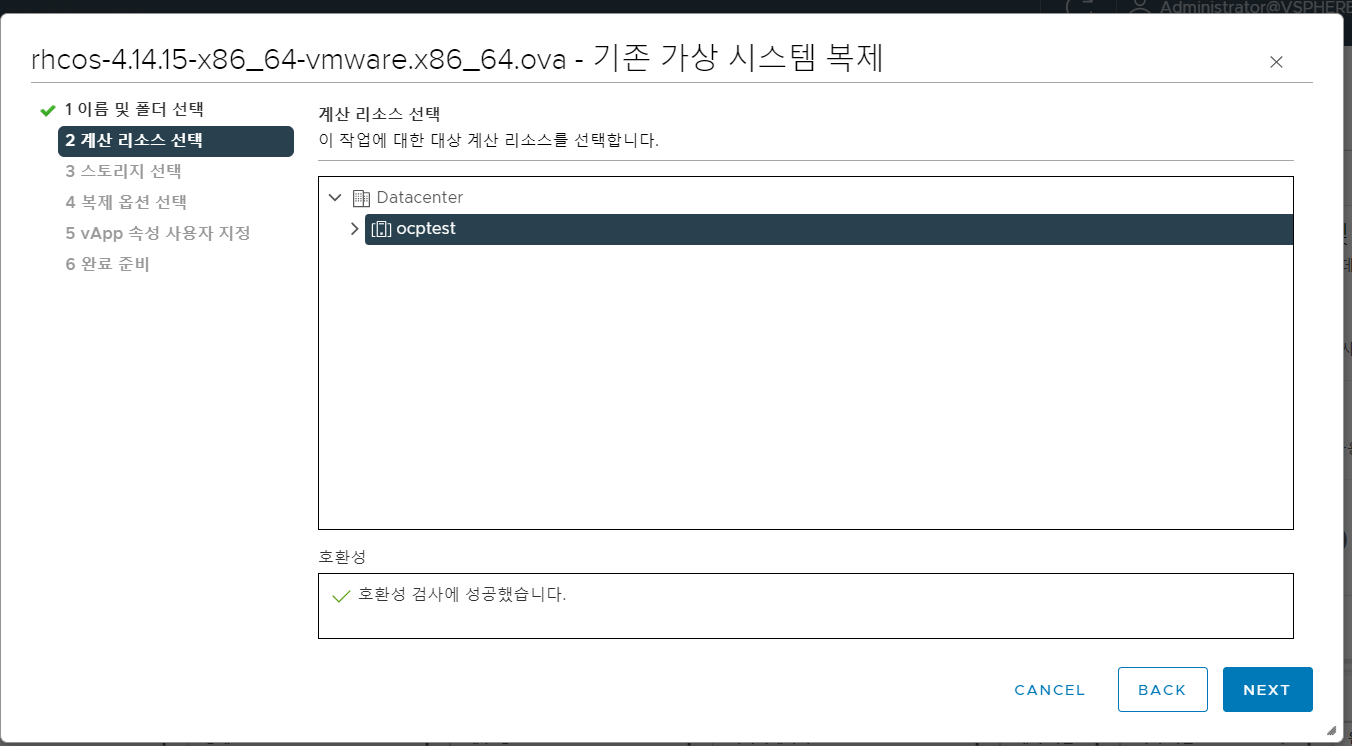 Administrator@VSPHERE
rhcos-4.14.15-x86_64-vmware.x86_64.ova - 기존 가상 시스템 복제
1 이름 및 폴더 선택
2 계산 리소스 선택
3 스토리지 선택
4 복제 옵션 선택
5 vApp 속성 사용자 지정
6 완료 준비
계산 리소스 선택
이 작업에 대한 대상 계산 리소스를 선택합니다.
Datacenter
ocptest
호환성
호환성 검사에 성공했습니다.
CANCEL
BACK
NEXT